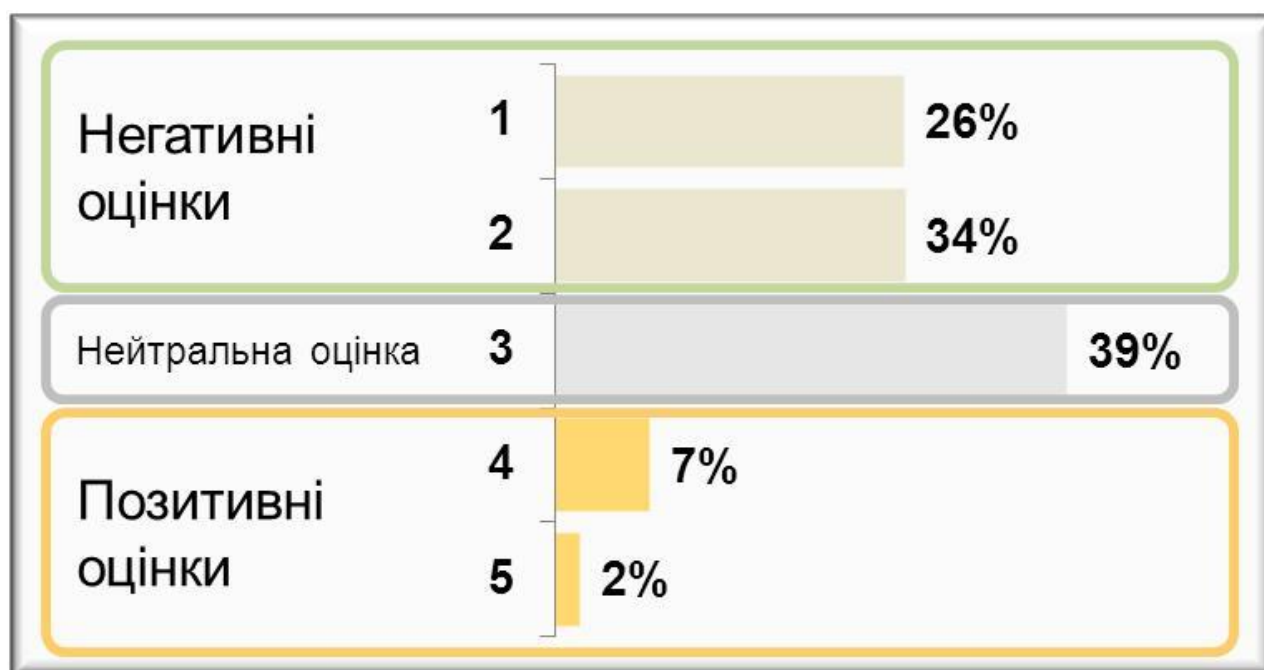 Негативні
оцінки
1 26%
2 34%
Нейтральна оцінка 3 39%
Позитивні
оцінки
4 7%
5 2%